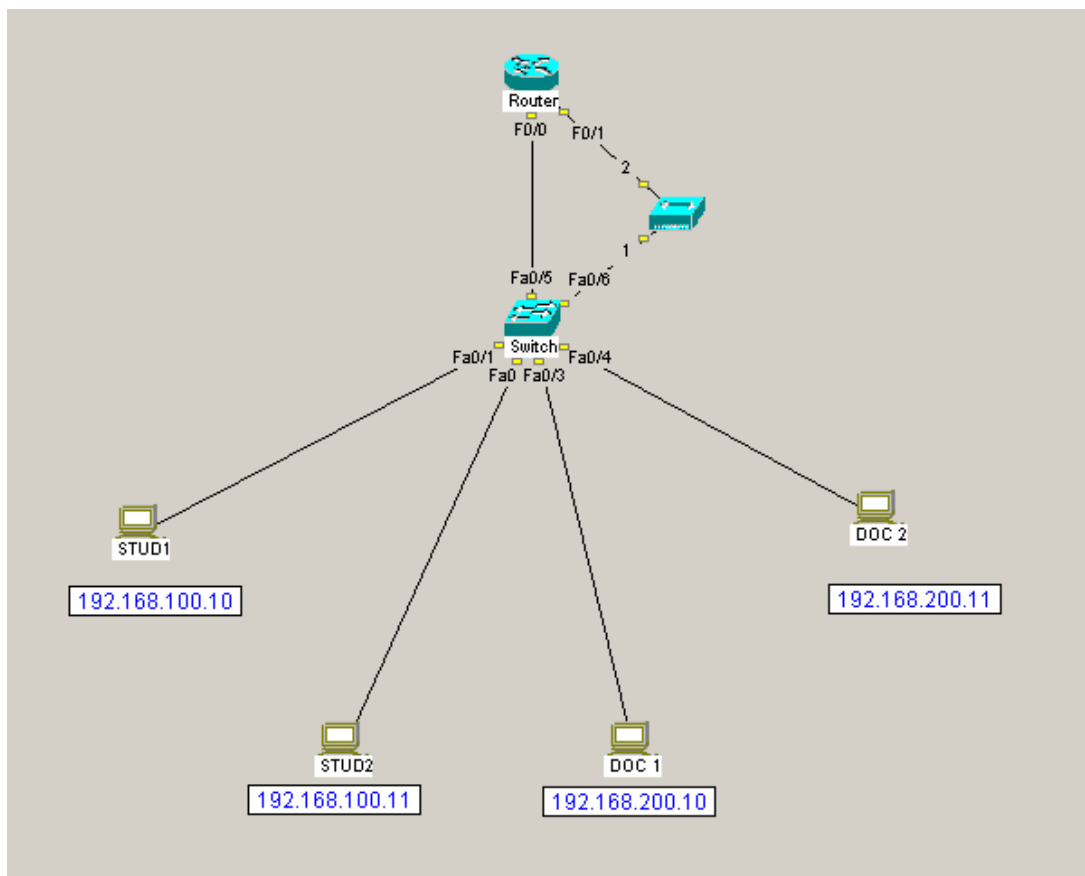 Router
F0/0
F0/1
2
1
Fa0/5
Fa0/6
Switch
Fa0/1
Fa0/4
Fa0
Fa0/3
STUD1
DOC 2
192.168.100.10
192.168.200.11
STUD2
DOC 1
192.168.100.11
192.168.200.10